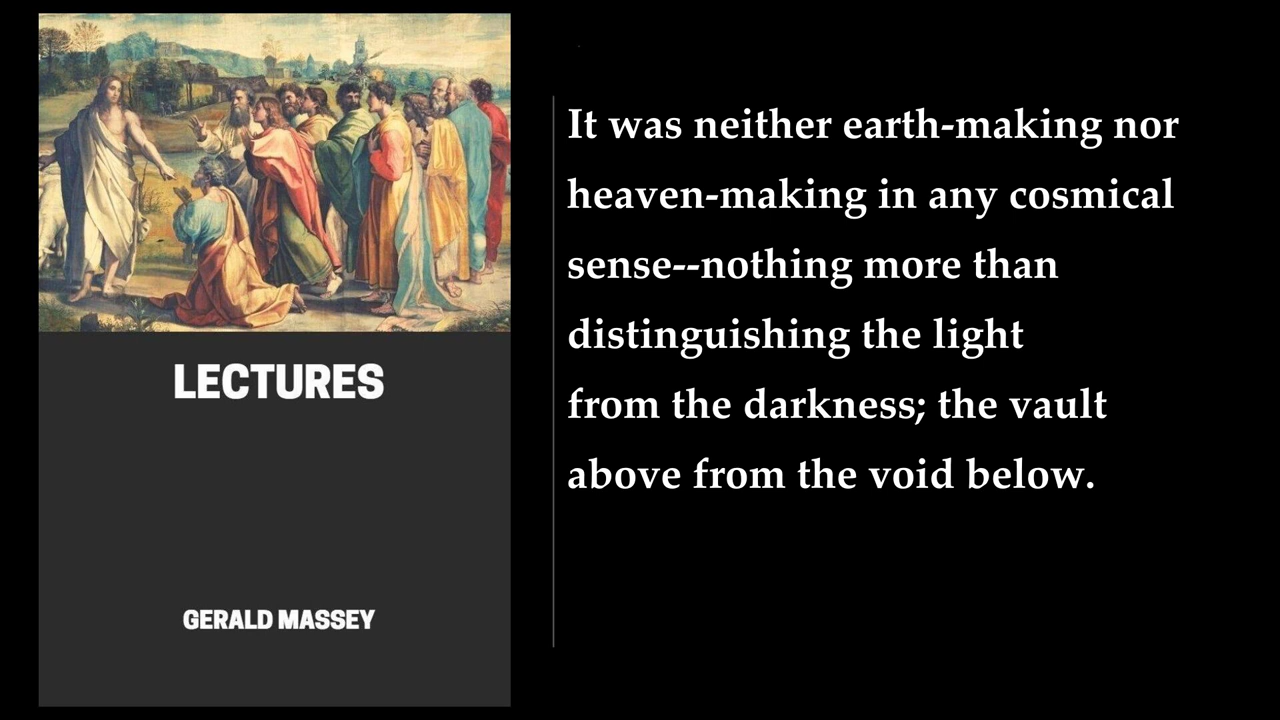 LECTURES
GERALD MASSEY
It was neither earth-making nor
heaven-making in any cosmical
sense--nothing more than
distinguishing the light
from the darkness; the vault
above from the void below.